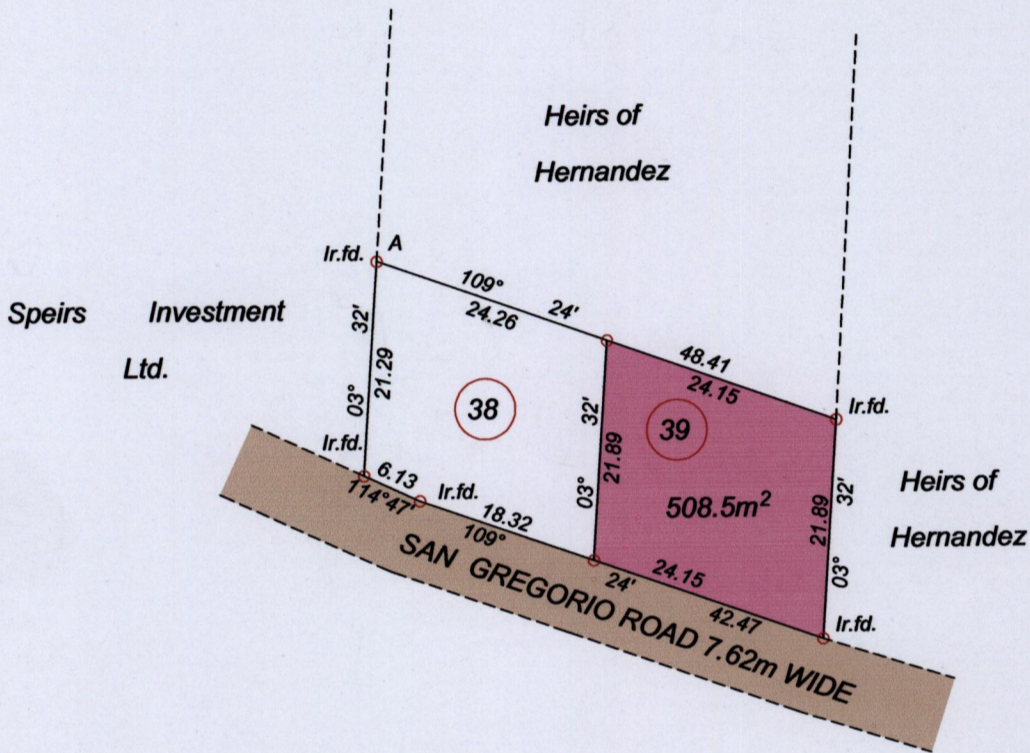 Heirs of
Hernandez
Ir.fd.
A
109° 24'
24.26
48.41
24.15
Ir.fd.
Speirs Investment
Ltd.
03° 32'
21.29
38
03° 32'
21.89
39
508.5m²
03° 32'
21.89
Heirs of
Hernandez
Ir.fd.
6.13
114°47'
Ir.fd.
18.32
109° 24'
24.15
42.47
Ir.fd.
SAN GREGORIO ROAD 7.62m WIDE